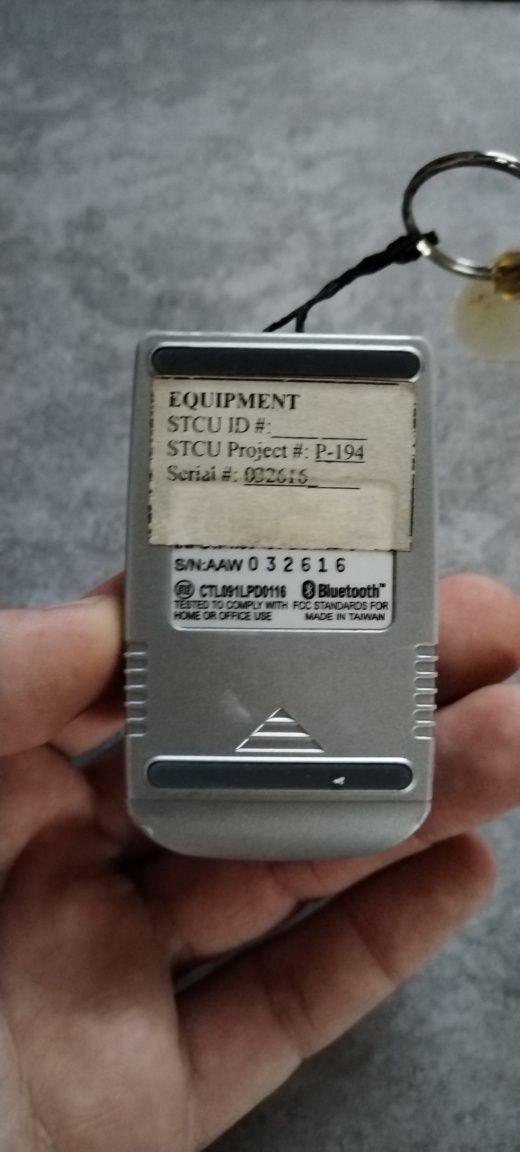 EQUIPMENT
STCU ID #:
STCU Project #: P-194
Serial #: 032616
S/N:AAW 0 3 2 6 1 6
CTL091LPD0116 Bluetooth™
TESTED TO COMPLY WITH FCC STANDARDS FOR
HOME OR OFFICE USE MADE IN TAIWAN